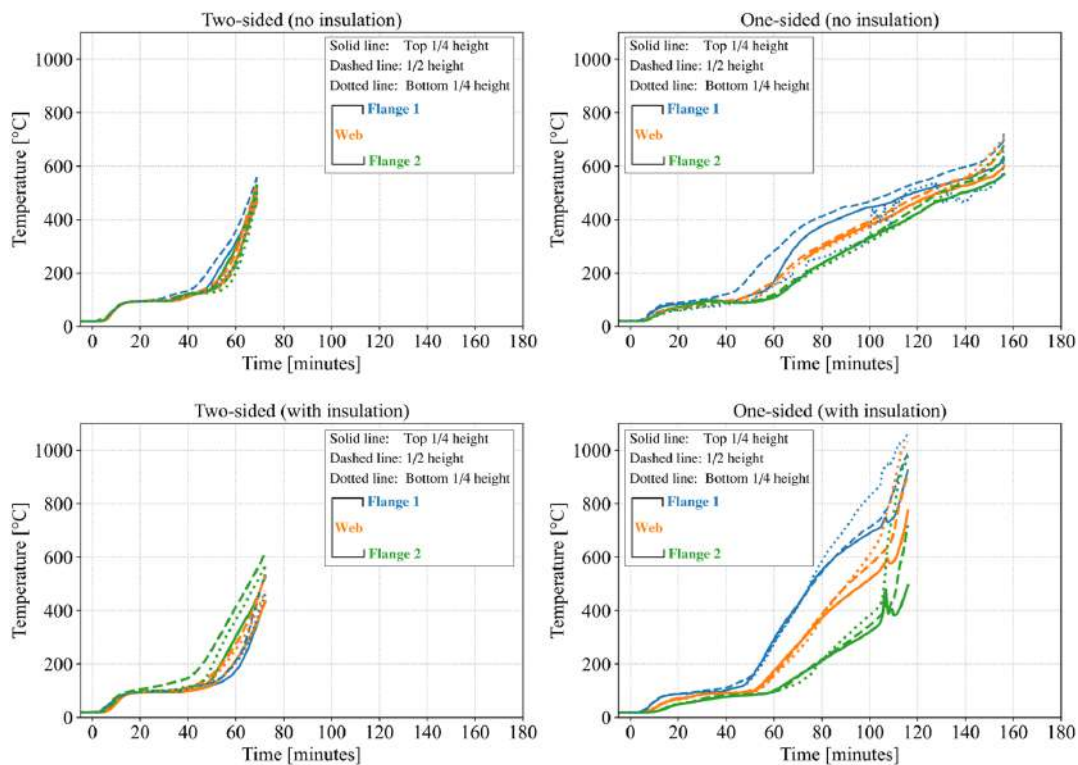 Two-sided (no insulation)
Temperature [°C]
1000
800
600
400
200
0
Solid line: Top 1/4 height
Dashed line: 1/2 height
Dotted line: Bottom 1/4 height
Flange 1
Web
Flange 2
0 20 40 60 80 100 120 140 160 180
Time [minutes]
One-sided (no insulation)
Temperature [°C]
1000
800
600
400
200
0
Solid line: Top 1/4 height
Dashed line: 1/2 height
Dotted line: Bottom 1/4 height
Flange 1
Web
Flange 2
0 20 40 60 80 100 120 140 160 180
Time [minutes]
Two-sided (with insulation)
Temperature [°C]
1000
800
600
400
200
0
Solid line: Top 1/4 height
Dashed line: 1/2 height
Dotted line: Bottom 1/4 height
Flange 1
Web
Flange 2
0 20 40 60 80 100 120 140 160 180
Time [minutes]
One-sided (with insulation)
Temperature [°C]
1000
800
600
400
200
0
Solid line: Top 1/4 height
Dashed line: 1/2 height
Dotted line: Bottom 1/4 height
Flange 1
Web
Flange 2
0 20 40 60 80 100 120 140 160 180
Time [minutes]